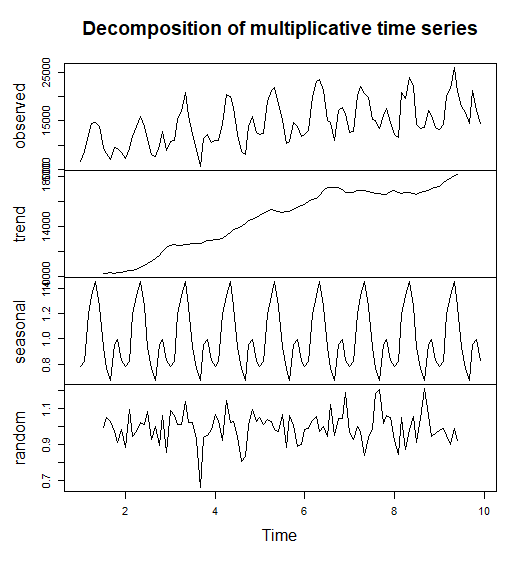 Decomposition of multiplicative time series
observed
25000
15000
trend
14000
seasonal
1.2
1.0
0.8
random
1.1
0.9
0.7
2 4 6 8 10
Time